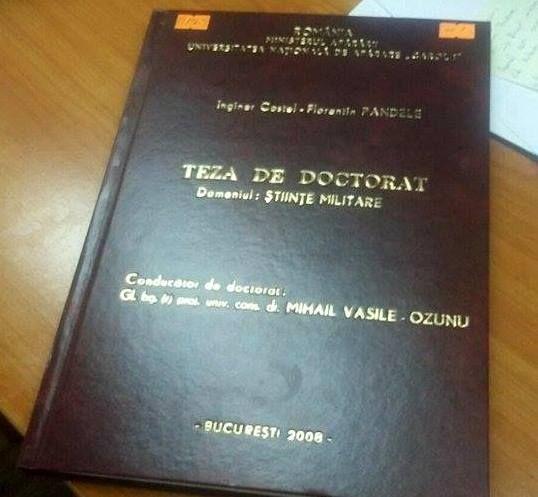 ROMÂNIA
MINISTERUL APĂRĂRII
UNIVERSITATEA NAȚIONALĂ DE APĂRARE „CAROL I"
Inginer Costel - Florentin PANDELE
TEZA DE DOCTORAT
Domeniul: ȘTIINȚE MILITARE
Conducător de doctorat:
Gl. bg. (r) prof. univ. cons. dr. MIHAIL VASILE - OZUNU
- BUCUREȘTI 2008 -